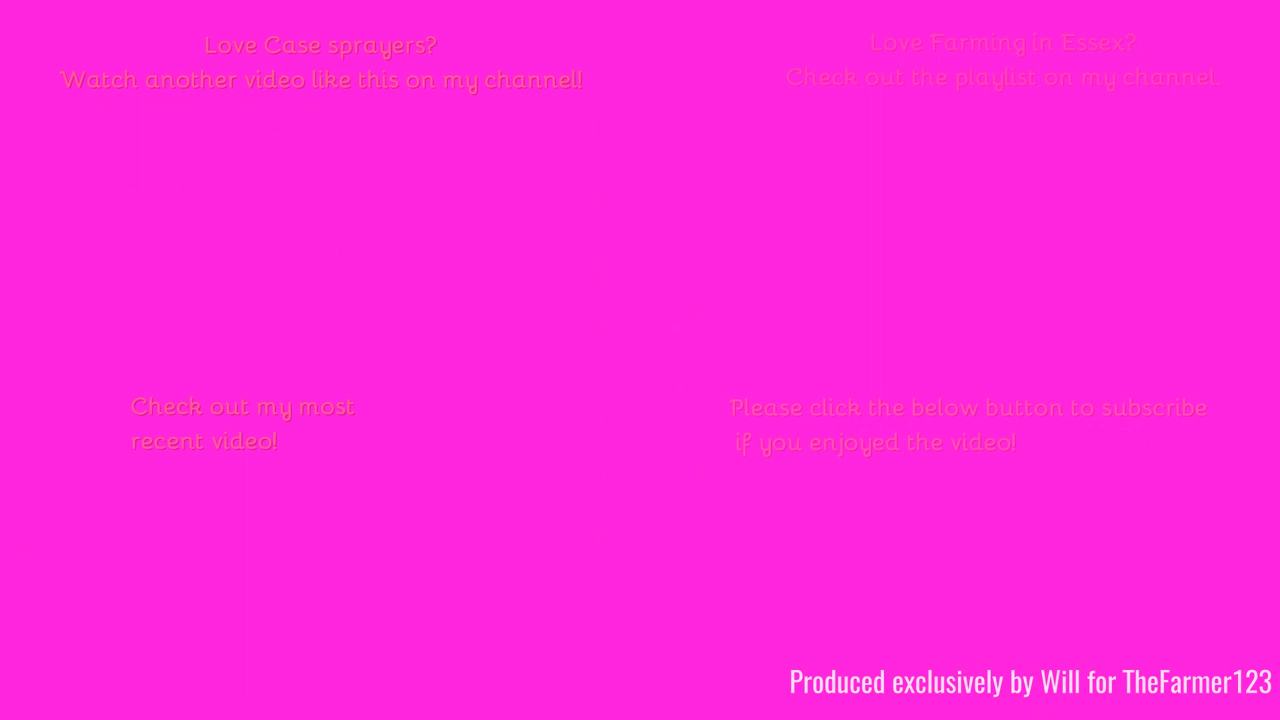 Love Case sprayers?
Watch another video like this on my channel!
Love Farming in Essex?
Check out the playlist on my channel.
Check out my most
recent video!
Please click the below button to subscribe
if you enjoyed the video!
Produced exclusively by Will for TheFarmer123